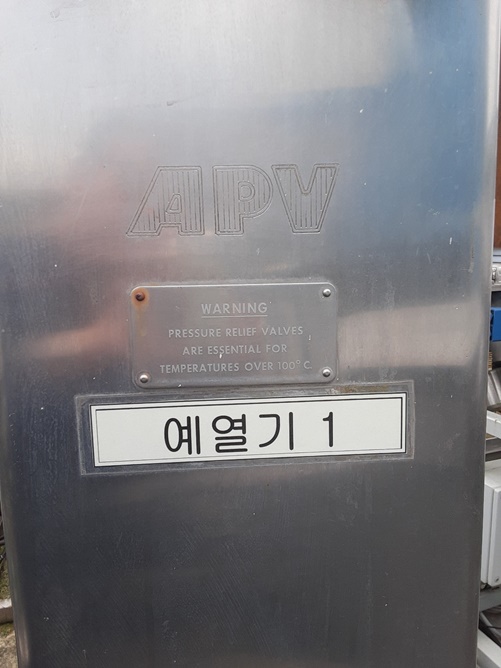 APV
WARNING
PRESSURE RELIEF VALVES
ARE ESSENTIAL FOR
TEMPERATURES OVER 100°C
예열기 1